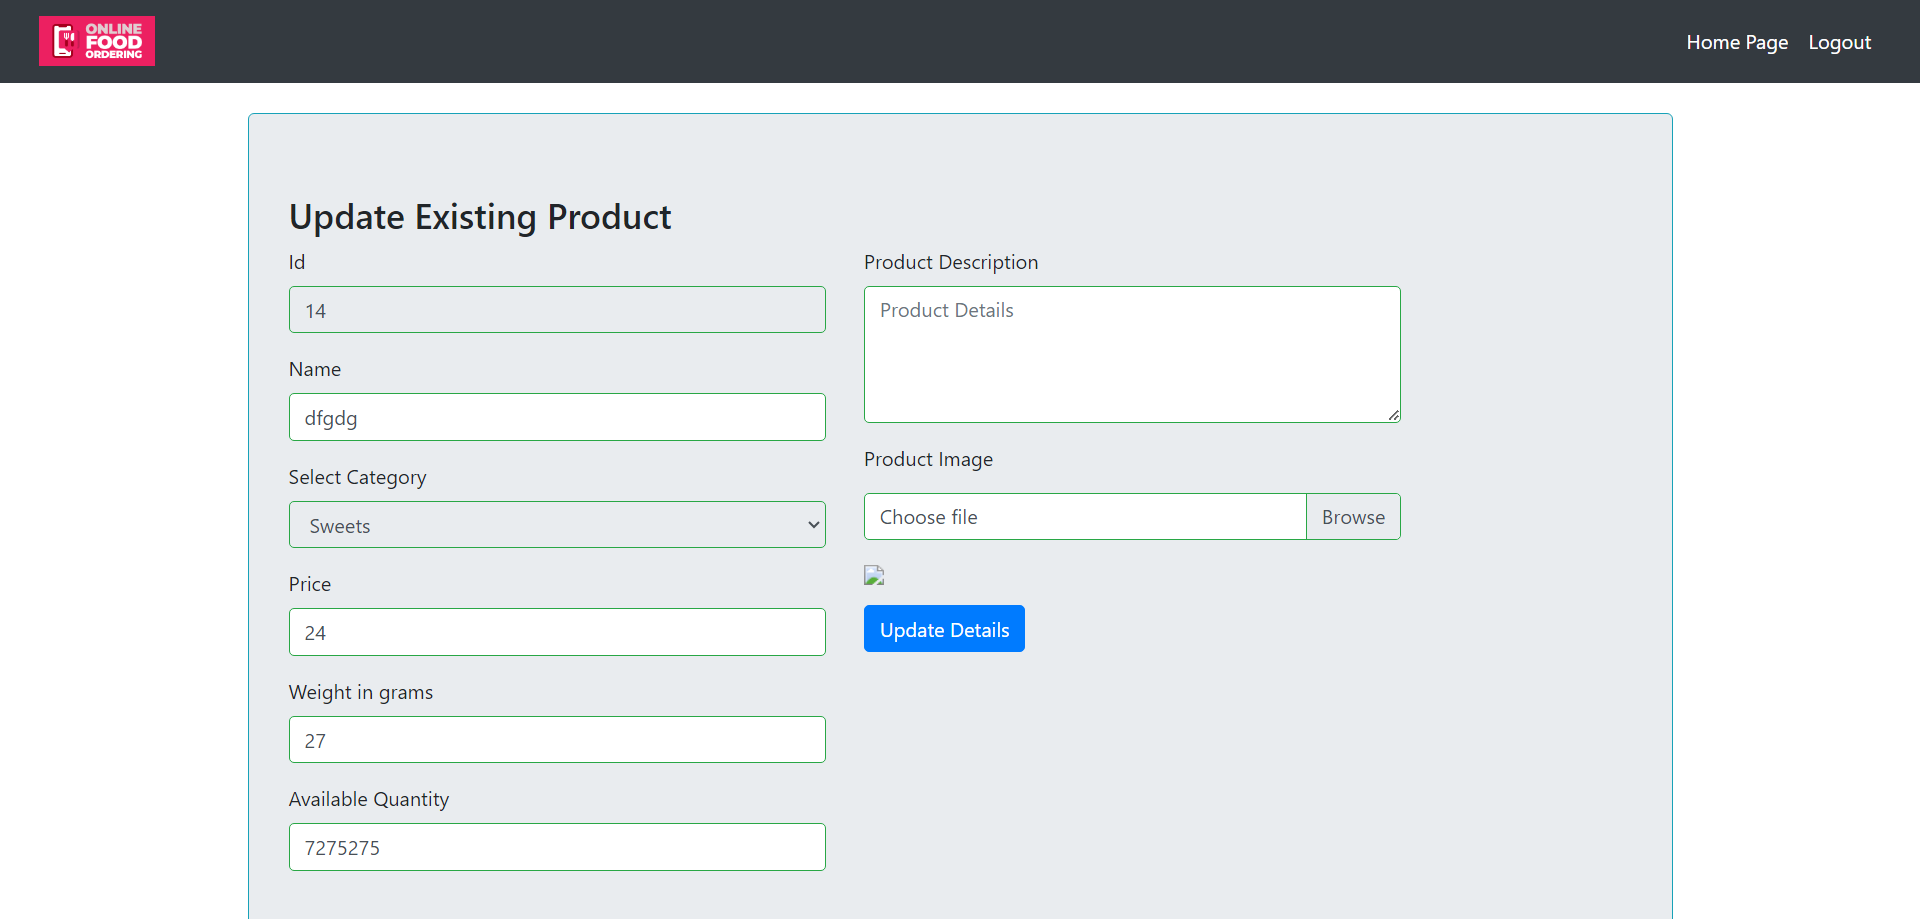 ONLINE
FOOD
ORDERING
Home Page
Logout
Update Existing Product
Id
14
Name
dfgdg
Select Category
Sweets
Price
24
Weight in grams
27
Available Quantity
7275275
Product Description
Product Details
Product Image
Choose file
Browse
Update Details